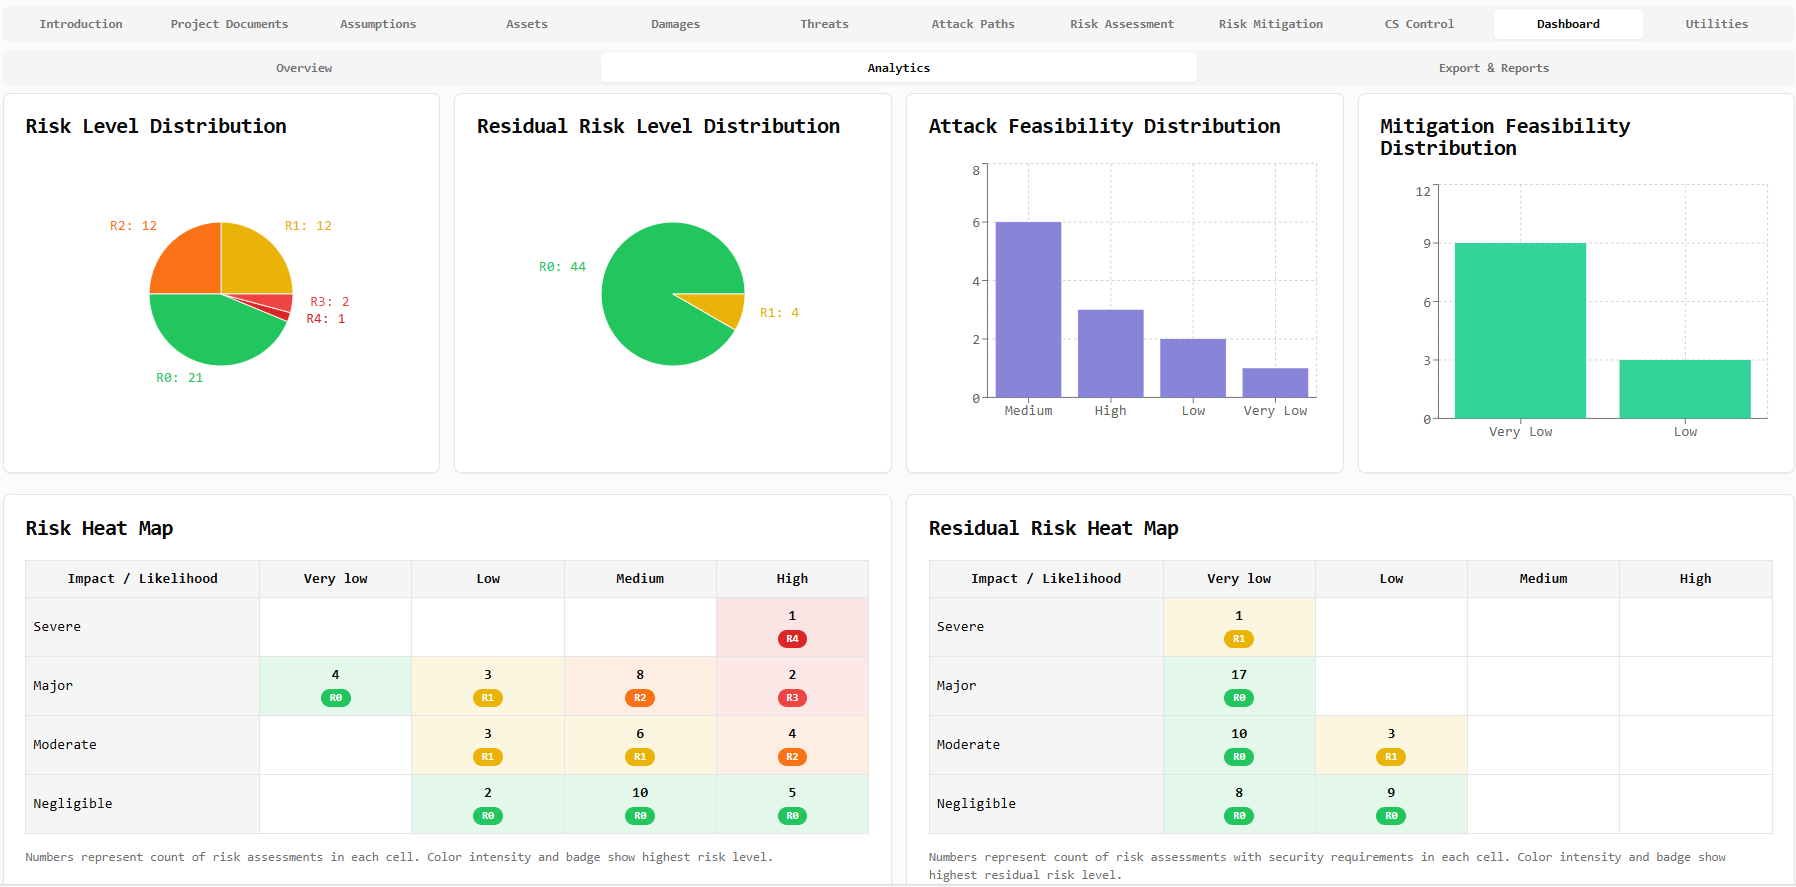 Introduction Project Documents Assumptions Assets Damages Threats Attack Paths Risk Assessment Risk Mitigation CS Control Dashboard Utilities
Overview Analytics Export & Reports
Risk Level Distribution
R2: 12
R1: 12
R3: 2
R4: 1
R0: 21
Residual Risk Level Distribution
R0: 44
R1: 4
Attack Feasibility Distribution
8
6
4
2
0
Medium High Low Very Low
Mitigation Feasibility
Distribution
12
9
6
3
0
Very Low Low
Risk Heat Map
Impact / Likelihood Very low Low Medium High
Severe 1
R4
Major 4 3 8 2
R0 R1 R2 R3
Moderate 3 6 4
R1 R1 R2
Negligible 2 10 5
R0 R0 R0
Numbers represent count of risk assessments in each cell. Color intensity and badge show highest risk level.
Residual Risk Heat Map
Impact / Likelihood Very low Low Medium High
Severe 1
R1
Major 17
R0
Moderate 10 3
R0 R1
Negligible 8 9
R0 R0
Numbers represent count of risk assessments with security requirements in each cell. Color intensity and badge show
highest residual risk level.